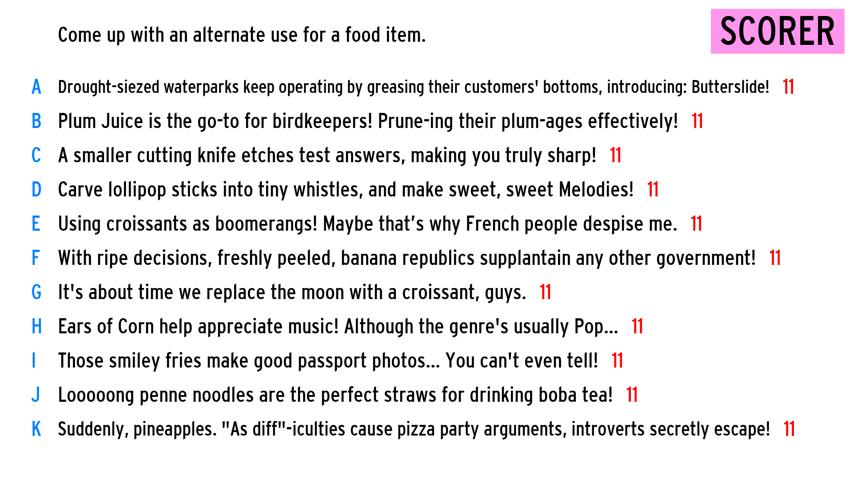 Come up with an alternate use for a food item.
SCORER
A Drought-siezed waterparks keep operating by greasing their customers' bottoms, introducing: Butterslide! 11
B Plum Juice is the go-to for birdkeepers! Prune-ing their plum-ages effectively! 11
C A smaller cutting knife etches test answers, making you truly sharp! 11
D Carve lollipop sticks into tiny whistles, and make sweet, sweet Melodies! 11
E Using croissants as boomerangs! Maybe that’s why French people despise me. 11
F With ripe decisions, freshly peeled, banana republics supplantain any other government! 11
G It's about time we replace the moon with a croissant, guys. 11
H Ears of Corn help appreciate music! Although the genre's usually Pop... 11
I Those smiley fries make good passport photos... You can't even tell! 11
J Looooong penne noodles are the perfect straws for drinking boba tea! 11
K Suddenly, pineapples. "As diff"-iculties cause pizza party arguments, introverts secretly escape! 11